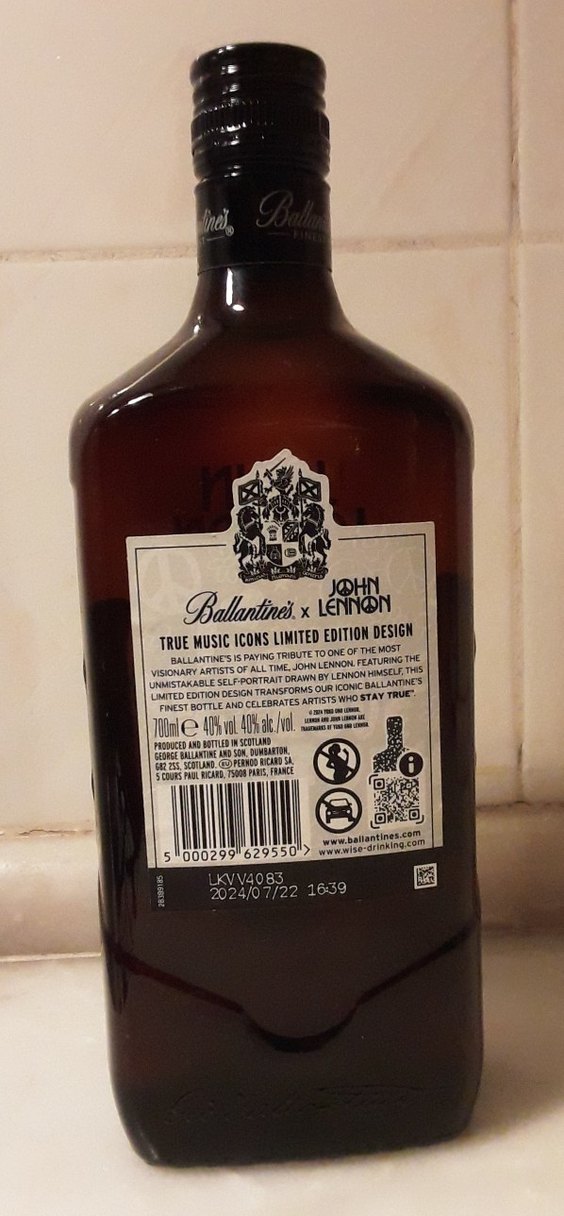 tine's®
Ballan
FINES
Ballantine's x JOHN LENNON
TRUE MUSIC ICONS LIMITED EDITION DESIGN
BALLANTINE'S IS PAYING TRIBUTE TO ONE OF THE MOST
VISIONARY ARTISTS OF ALL TIME, JOHN LENNON. FEATURING THE
UNMISTAKABLE SELF-PORTRAIT DRAWN BY LENNON HIMSELF, THIS
LIMITED EDITION DESIGN TRANSFORMS OUR ICONIC BALLANTINE'S
FINEST BOTTLE AND CELEBRATES ARTISTS WHO STAY TRUE™.
© 2024 YOKO ONO LENNON.
LENNON AND JOHN LENNON ARE
TRADEMARKS OF YOKO ONO LENNON.
700ml ℮ 40% vol. 40% alc./vol.
PRODUCED AND BOTTLED IN SCOTLAND
GEORGE BALLANTINE AND SON, DUMBARTON,
G82 2SS, SCOTLAND. EU PERNOD RICARD SA,
5 COURS PAUL RICARD, 75008 PARIS, FRANCE
5 000299 629550 >
www.ballantines.com
www.wise-drinking.com
LKVV4083
2024/07/22 16:39